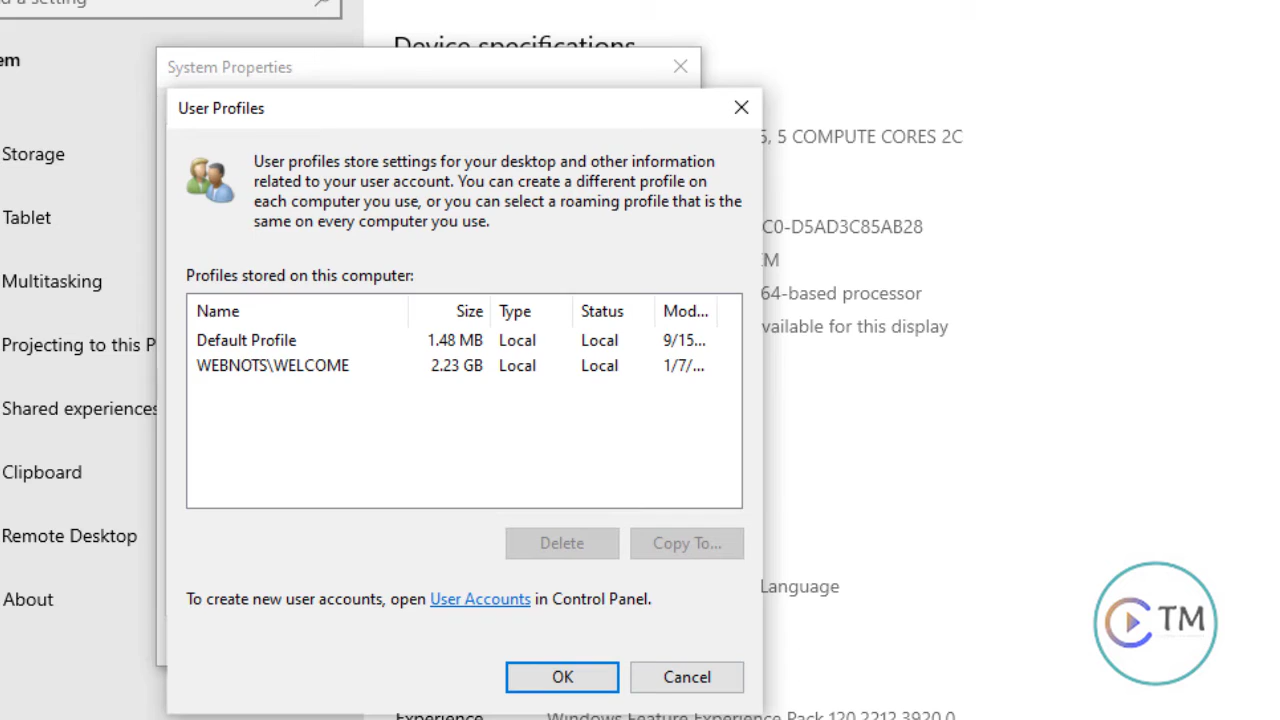 d a setting
em
Storage
Tablet
Multitasking
Projecting to this P
Shared experiences
Clipboard
Remote Desktop
About
Device specifications
System Properties
User Profiles
User profiles store settings for your desktop and other information
related to your user account. You can create a different profile on
each computer you use, or you can select a roaming profile that is the
same on every computer you use.
Profiles stored on this computer:
Name Size Type Status Mod...
Default Profile 1.48 MB Local Local 9/15...
WEBNOTS\WELCOME 2.23 GB Local Local 1/7/...
Delete Copy To...
To create new user accounts, open User Accounts in Control Panel.
OK Cancel
5, 5 COMPUTE CORES 2C
C0-D5AD3C85AB28
EM
64-based processor
vailable for this display
Language
Experience Windows Feature Experience Pack 120.2212.3920.0
TM